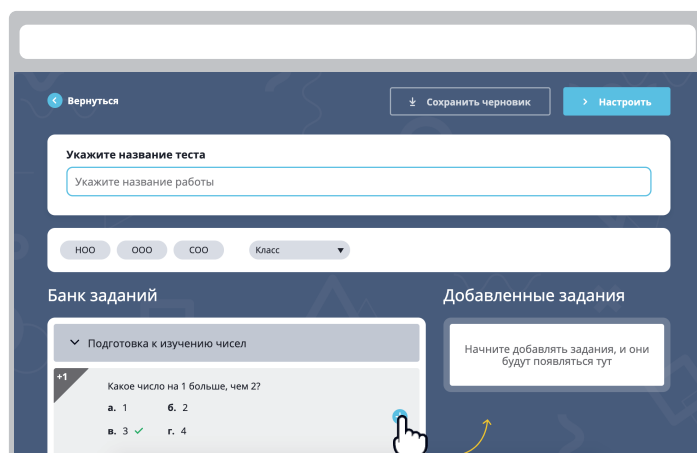 Вернуться
Сохранить черновик
Настроить
Укажите название теста
Укажите название работы
НОО ООО СОО Класс
Банк заданий
Добавленные задания
Подготовка к изучению чисел
Начните добавлять задания, и они
будут появляться тут
+1
Какое число на 1 больше, чем 2?
а. 1 б. 2
в. 3 г. 4